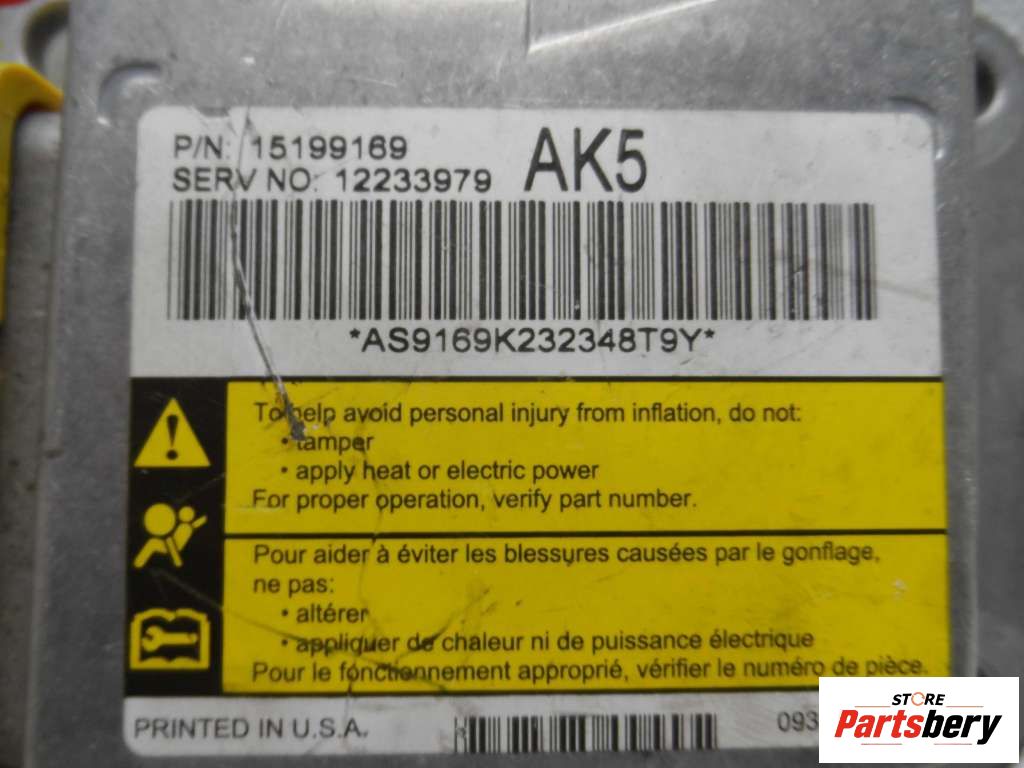 P/N: 15199169 AK5
SERV NO: 12233979
*AS9169K232348T9Y*
To help avoid personal injury from inflation, do not:
• tamper
• apply heat or electric power
For proper operation, verify part number.
Pour aider à éviter les blessures causées par le gonflage,
ne pas:
• altérer
• appliquer de chaleur ni de puissance électrique
Pour le fonctionnement approprié, vérifier le numéro de pièce.
PRINTED IN U.S.A.
093
STORE
Partsbery